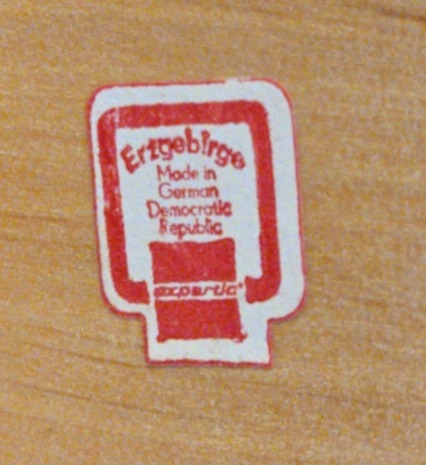 Erzgebirge
Made in
German
Democratic
Republic
expertic